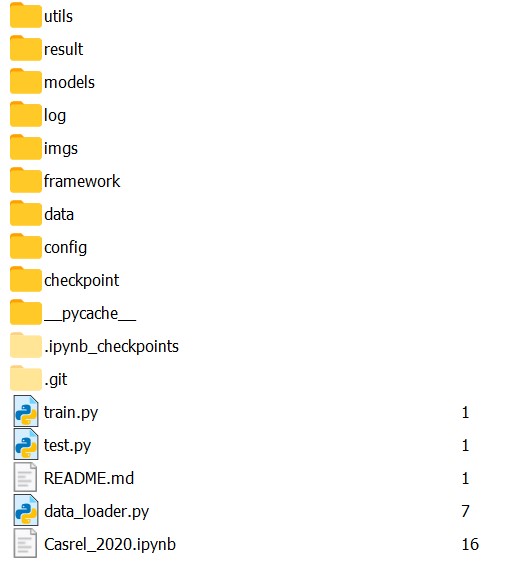 utils
result
models
log
imgs
framework
data
config
checkpoint
__pycache__
.ipynb_checkpoints
.git
train.py 1
test.py 1
README.md 1
data_loader.py 7
Casrel_2020.ipynb 16